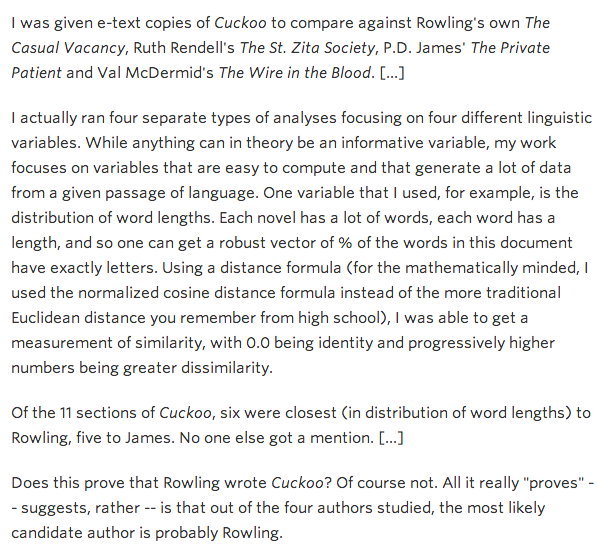 I was given e-text copies of Cuckoo to compare against Rowling's own The
Casual Vacancy, Ruth Rendell's The St. Zita Society, P.D. James' The Private
Patient and Val McDermid's The Wire in the Blood. [...]
I actually ran four separate types of analyses focusing on four different linguistic
variables. While anything can in theory be an informative variable, my work
focuses on variables that are easy to compute and that generate a lot of data
from a given passage of language. One variable that I used, for example, is the
distribution of word lengths. Each novel has a lot of words, each word has a
length, and so one can get a robust vector of % of the words in this document
have exactly letters. Using a distance formula (for the mathematically minded, I
used the normalized cosine distance formula instead of the more traditional
Euclidean distance you remember from high school), I was able to get a
measurement of similarity, with 0.0 being identity and progressively higher
numbers being greater dissimilarity.
Of the 11 sections of Cuckoo, six were closest (in distribution of word lengths) to
Rowling, five to James. No one else got a mention. [...]
Does this prove that Rowling wrote Cuckoo? Of course not. All it really "proves" -
- suggests, rather -- is that out of the four authors studied, the most likely
candidate author is probably Rowling.